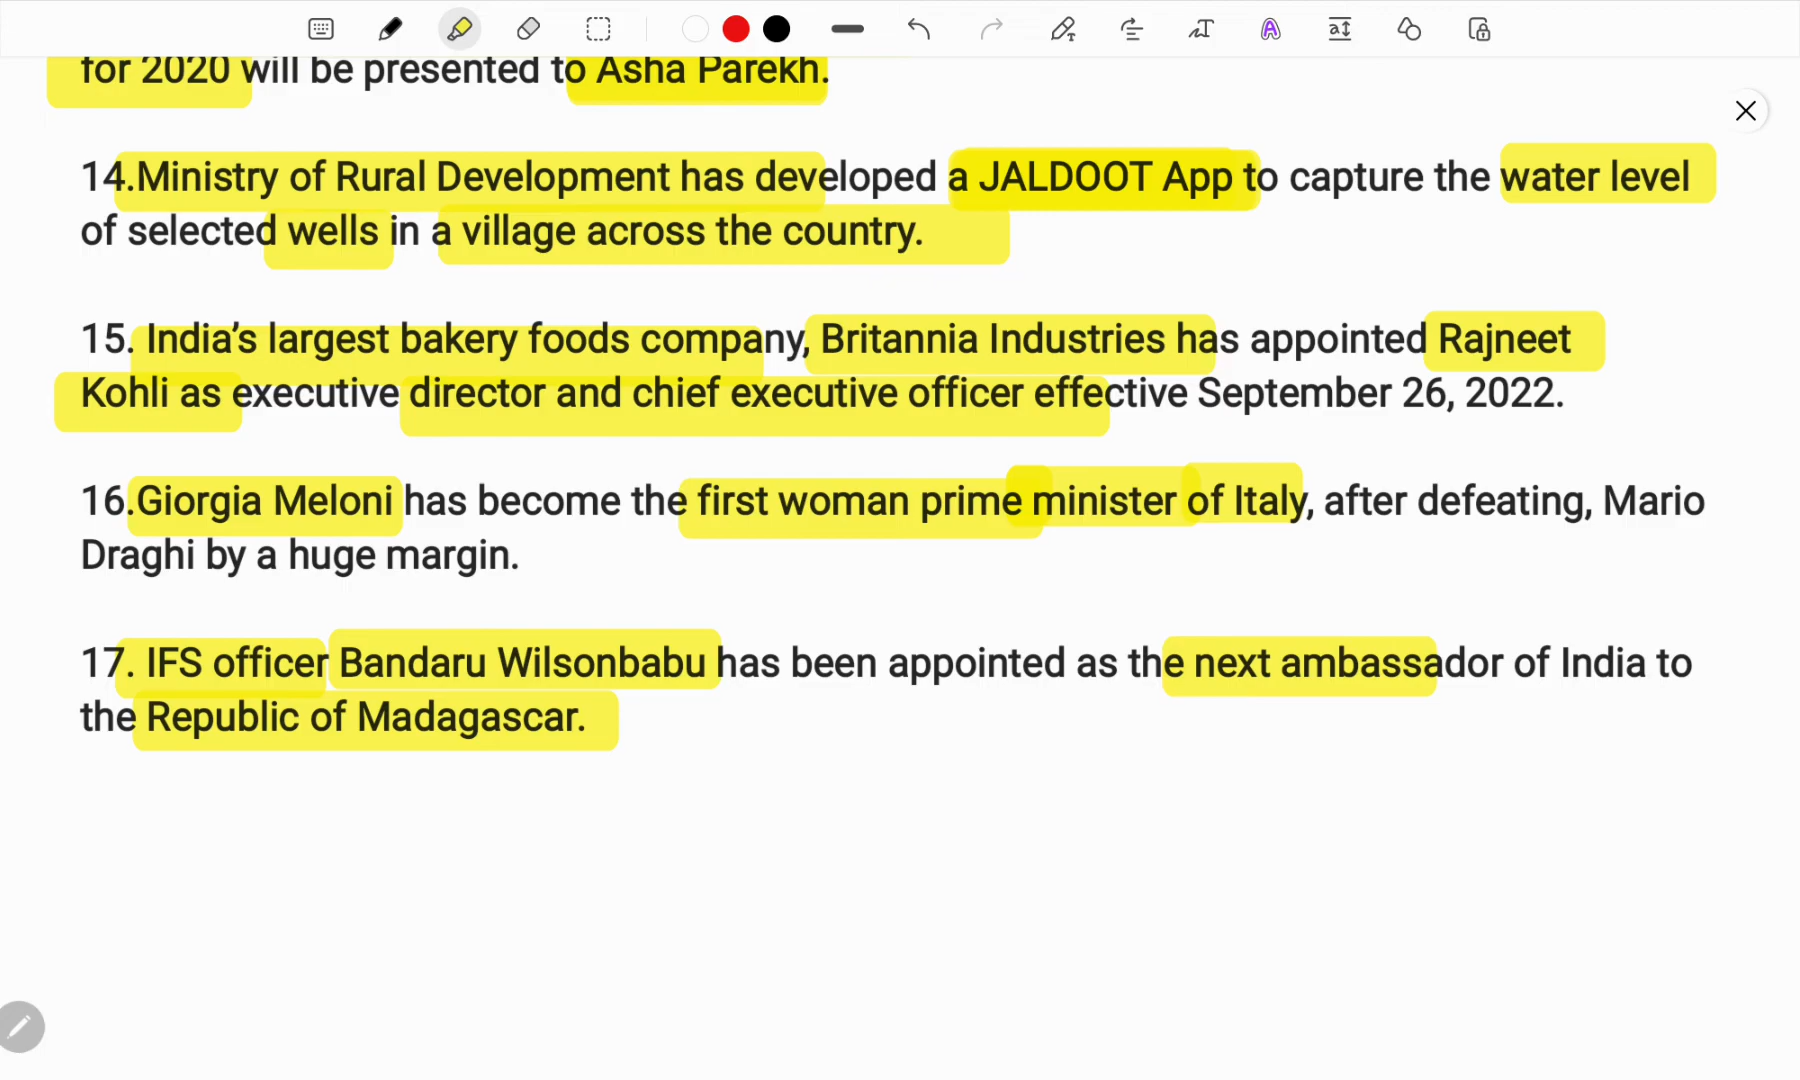 for 2020 will be presented to Asha Parekh.
14.Ministry of Rural Development has developed a JALDOOT App to capture the water level
of selected wells in a village across the country.
15. India’s largest bakery foods company, Britannia Industries has appointed Rajneet
Kohli as executive director and chief executive officer effective September 26, 2022.
16.Giorgia Meloni has become the first woman prime minister of Italy, after defeating, Mario
Draghi by a huge margin.
17. IFS officer Bandaru Wilsonbabu has been appointed as the next ambassador of India to
the Republic of Madagascar.